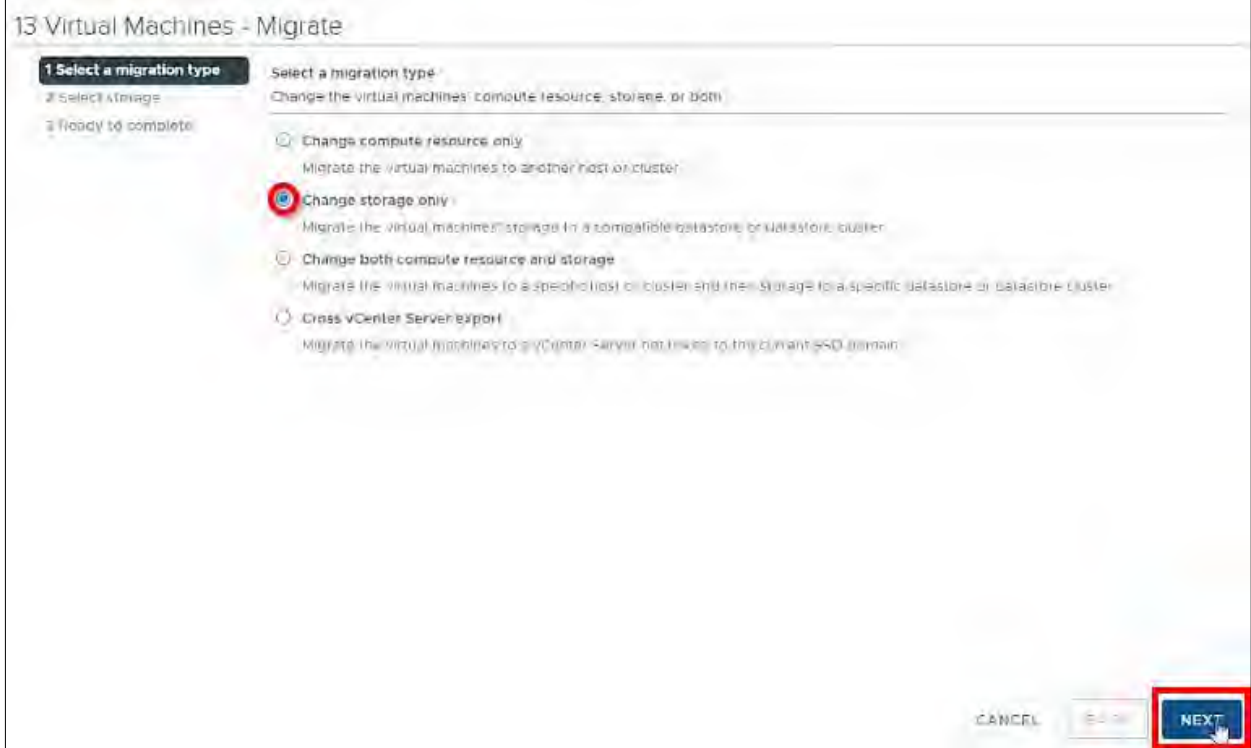 13 Virtual Machines - Migrate
1 Select a migration type
2 Select storage
3 Ready to complete
Select a migration type
Change the virtual machines' compute resource, storage, or both
Change compute resource only
Migrate the virtual machines to another host or cluster
Change storage only
Migrate the virtual machines' storage to a compatible datastore or datastore cluster
Change both compute resource and storage
Migrate the virtual machines to a specific host or cluster and their storage to a specific datastore or datastore cluster
Cross vCenter Server export
Migrate the virtual machines to a vCenter Server not linked to the current SSO domain
CANCEL
BACK
NEXT